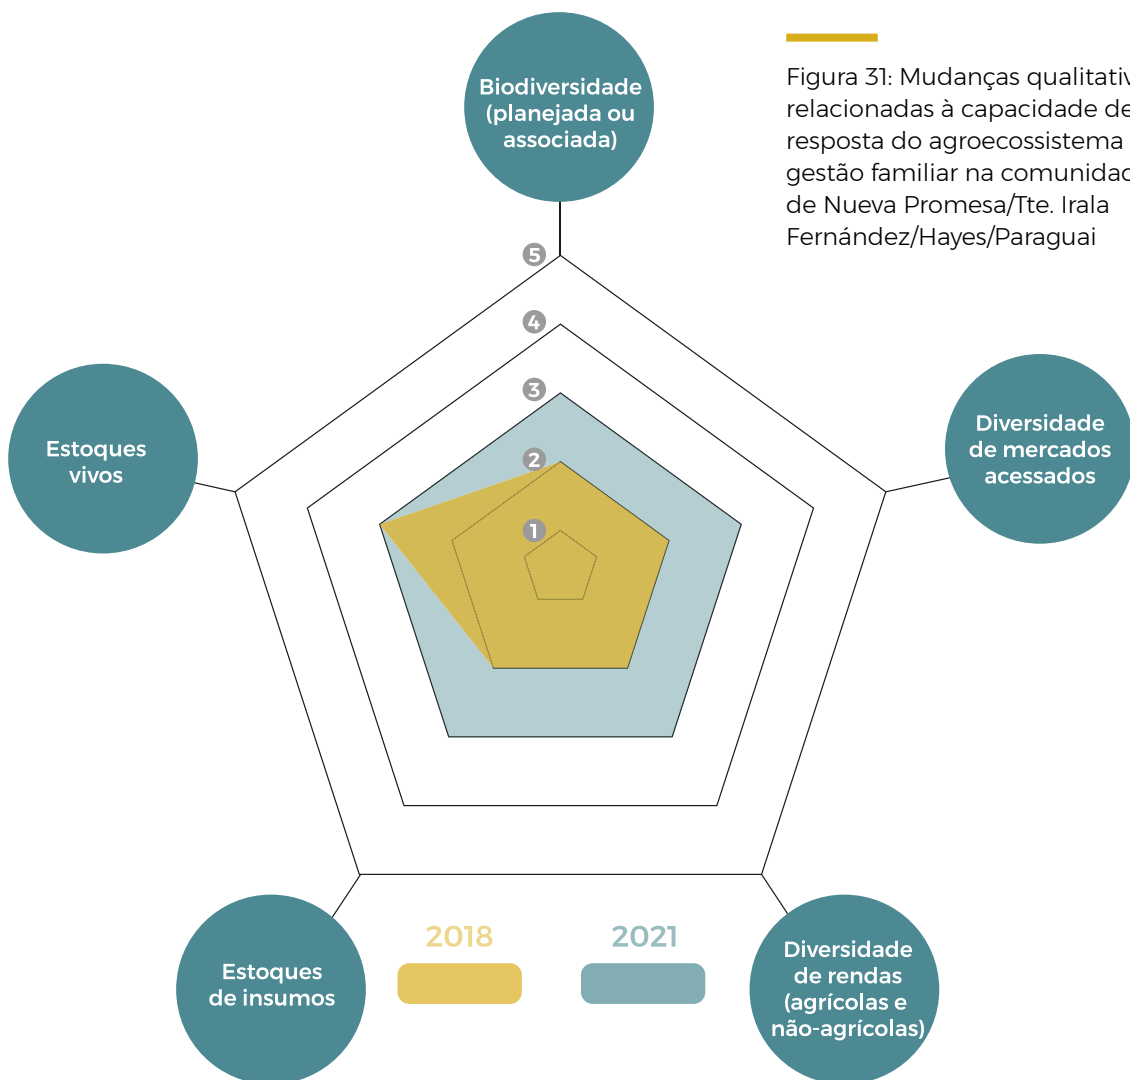 Figura 31: Mudanças qualitativ
relacionadas à capacidade de
resposta do agroecossistema
gestão familiar na comunidad
de Nueva Promesa/Tte. Irala
Fernández/Hayes/Paraguai
Biodiversidade
(planejada ou
associada)
5
4
3
2
1
Diversidade
de mercados
acessados
Estoques
vivos
2018
2021
Estoques
de insumos
Diversidade
de rendas
(agrícolas e
não-agrícolas)